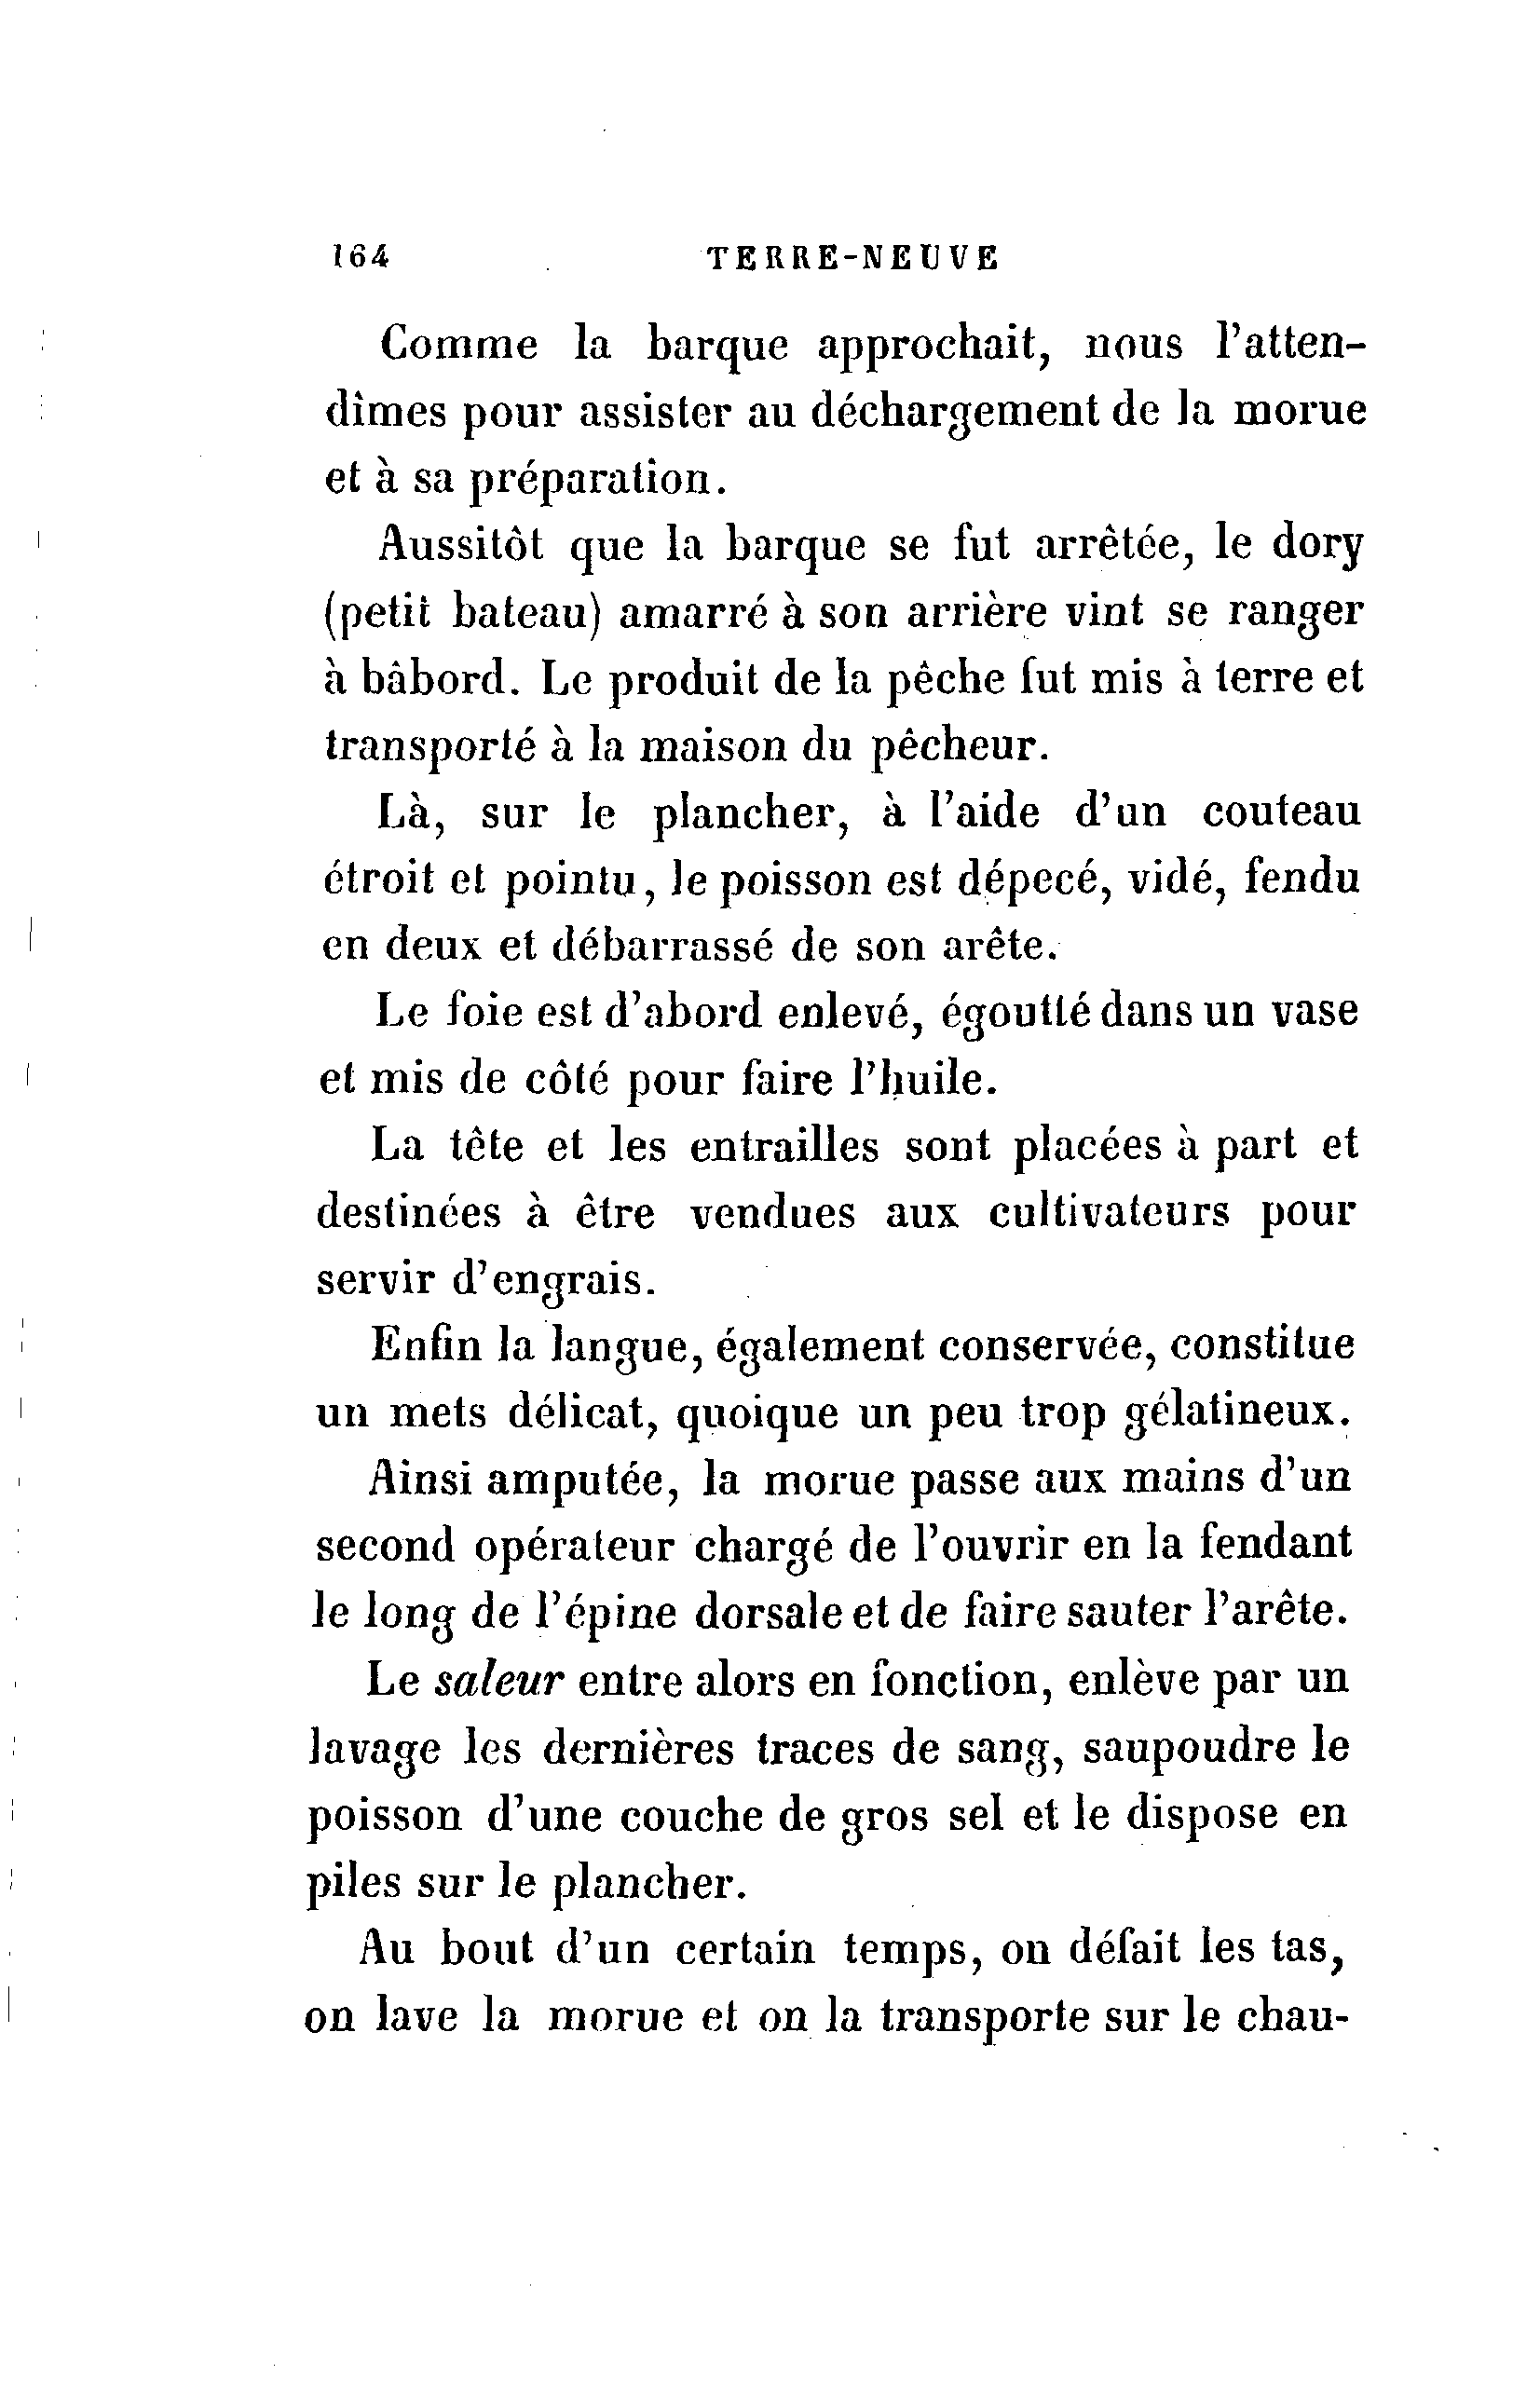 164 TERRE-NEUVE
Comme la barque approchait, nous l'atten-
dîmes pour assister au déchargement de la morue
et à sa préparation.
Aussitôt que la barque se fut arrêtée, le dory
(petit bateau) amarré à son arrière vint se ranger
à bâbord. Le produit de la pêche fut mis à terre et
transporté à la maison du pêcheur.
Là, sur le plancher, à l'aide d'un couteau
étroit et pointu, le poisson est dépecé, vidé, fendu
en deux et débarrassé de son arête.
Le foie est d'abord enlevé, égoutté dans un vase
et mis de côté pour faire l'huile.
La tête et les entrailles sont placées à part et
destinées à être vendues aux cultivateurs pour
servir d'engrais.
Enfin la langue, également conservée, constitue
un mets délicat, quoique un peu trop gélatineux.
Ainsi amputée, la morue passe aux mains d'un
second opérateur chargé de l'ouvrir en la fendant
le long de l'épine dorsale et de faire sauter l'arête.
Le saleur entre alors en fonction, enlève par un
lavage les dernières traces de sang, saupoudre le
poisson d'une couche de gros sel et le dispose en
piles sur le plancher.
Au bout d'un certain temps, on défait les tas,
on lave la morue et on la transporte sur le chau-